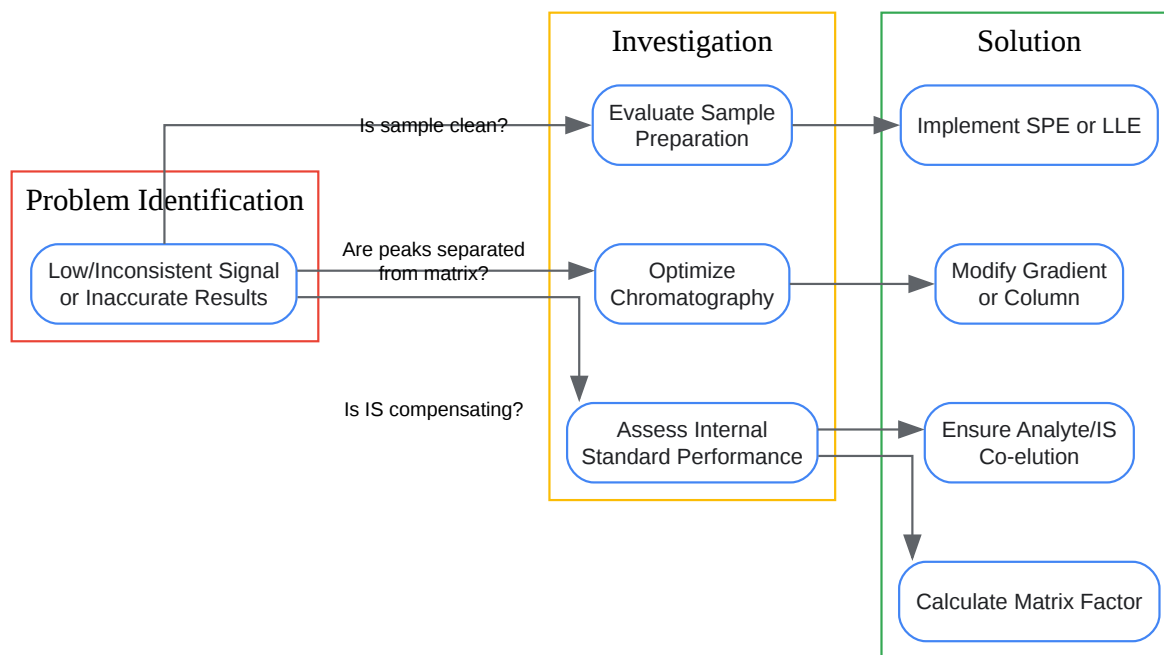 Investigation
Solution
Is sample clean?
Evaluate Sample
Preparation
Implement SPE or LLE
Problem Identification
Low/Inconsistent Signal
or Inaccurate Results
Are peaks separated
from matrix?
Optimize
Chromatography
Modify Gradient
or Column
Is IS compensating?
Assess Internal
Standard Performance
Ensure Analyte/IS
Co-elution
Calculate Matrix Factor